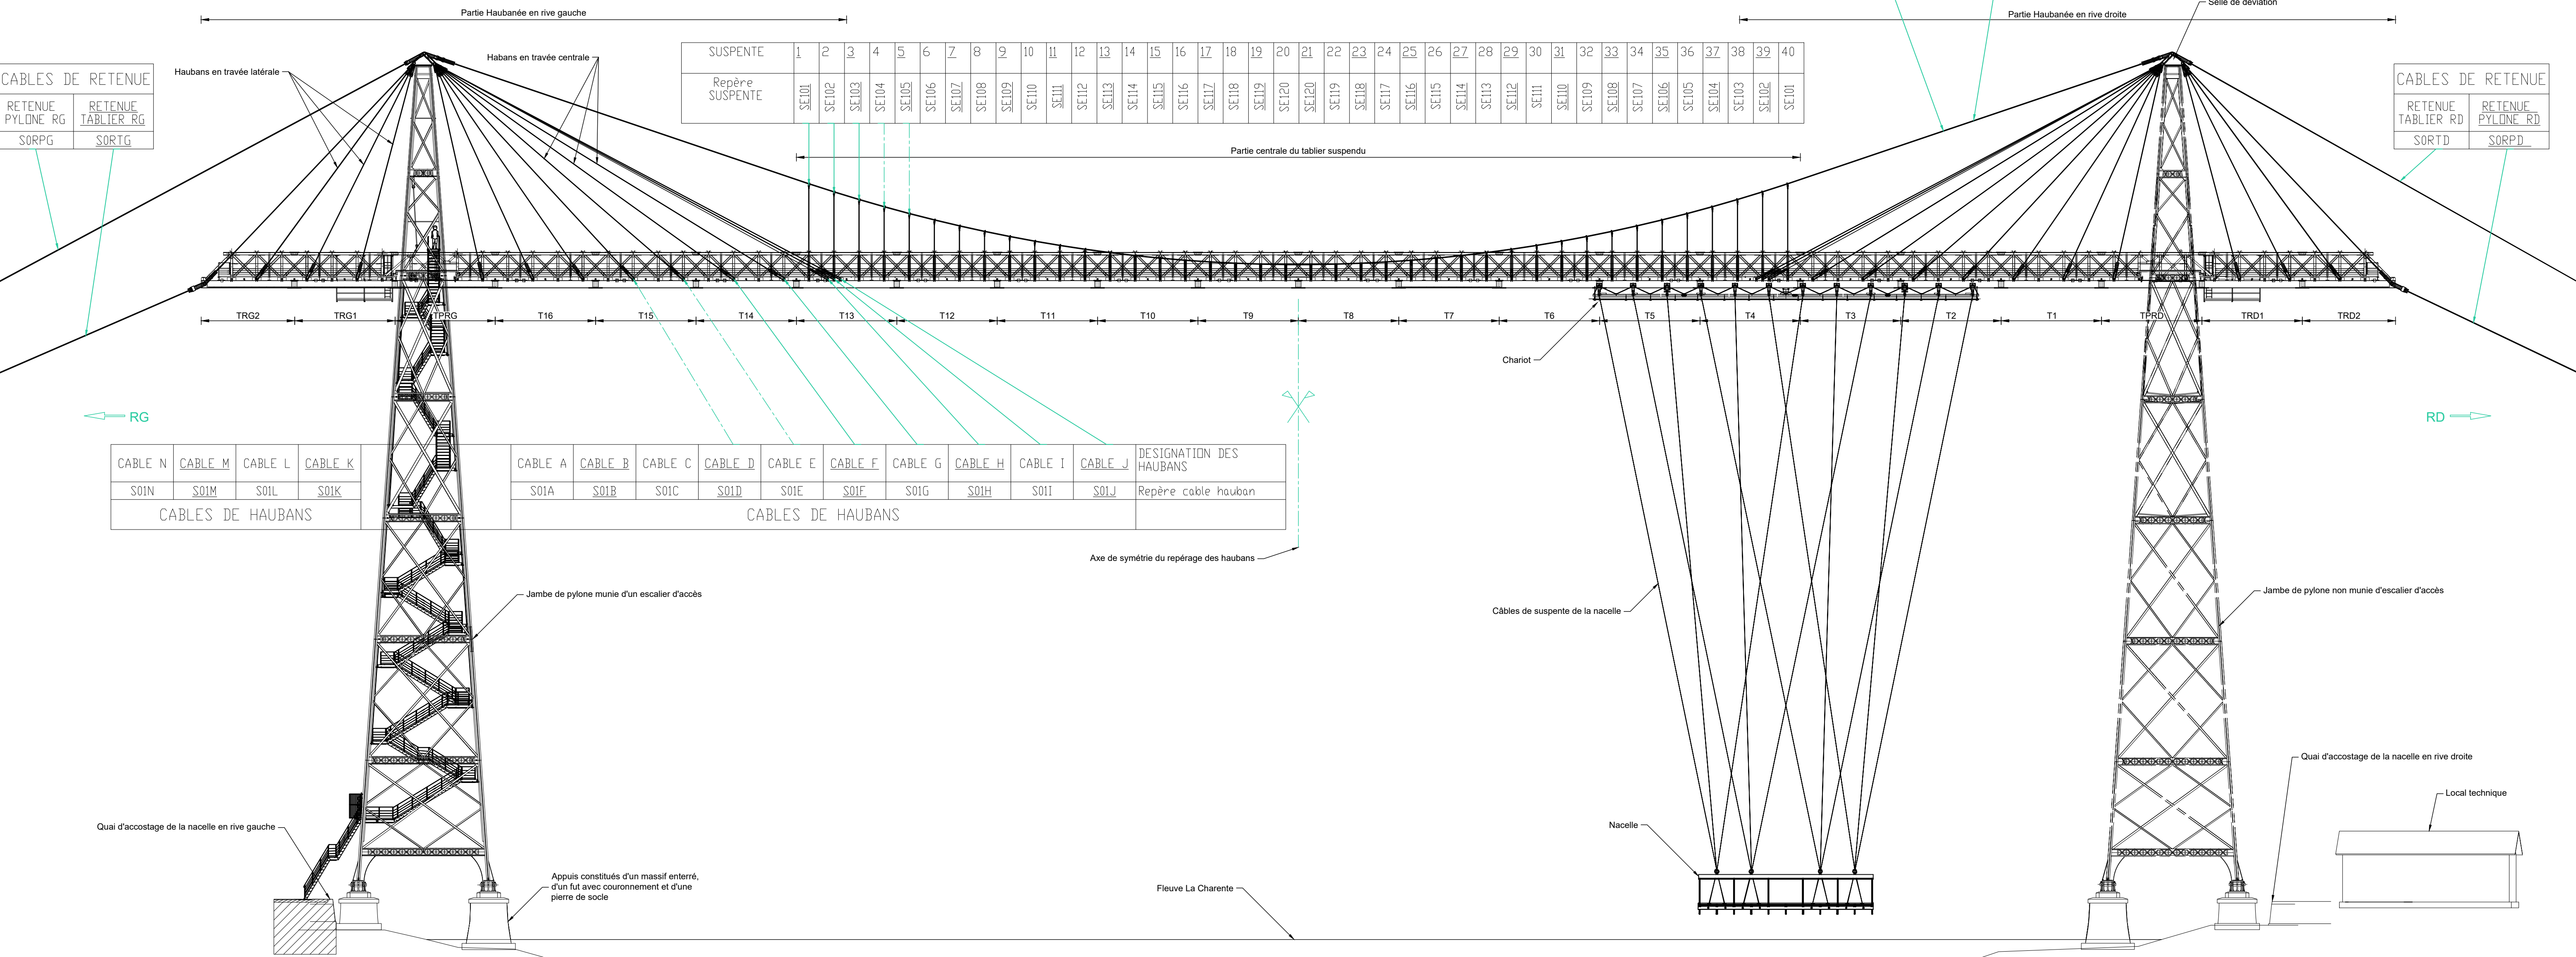 Partie Haubanée en rive gauche
Partie Haubanée en rive droite
Selle de déviation
Haubans en travée latérale
Habans en travée centrale
CABLES DE RETENUE
RETENUE PYLONE RG
RETENUE TABLIER RG
SORPG SORTG
SUSPENTE 1 2 3 4 5 6 7 8 9 10 11 12 13 14 15 16 17 18 19 20 21 22 23 24 25 26 27 28 29 30 31 32 33 34 35 36 37 38 39 40
Repère SUSPENTE SE101 SE102 SE103 SE104 SE105 SE106 SE107 SE108 SE109 SE110 SE111 SE112 SE113 SE114 SE115 SE116 SE117 SE118 SE119 SE120 SE120 SE119 SE118 SE117 SE116 SE115 SE114 SE113 SE112 SE111 SE110 SE109 SE108 SE107 SE106 SE105 SE104 SE103 SE102 SE101
CABLES DE RETENUE
RETENUE TABLIER RD
RETENUE PYLONE RD
SORTD SORPD
Partie centrale du tablier suspendu
TRG2 TRG1 TPRG T16 T15 T14 T13 T12 T11 T10 T9 T8 T7 T6 T5 T4 T3 T2 T1 TPRD TRD1 TRD2
Chariot
RG
RD
CABLE N CABLE M CABLE L CABLE K CABLE A CABLE B CABLE C CABLE D CABLE E CABLE F CABLE G CABLE H CABLE I CABLE J DESIGNATION DES HAUBANS
S01N S01M S01L S01K S01A S01B S01C S01D S01E S01F S01G S01H S01I S01J Repère cable hauban
CABLES DE HAUBANS CABLES DE HAUBANS
Axe de symétrie du repérage des haubans
Jambe de pylone munie d'un escalier d'accès
Câbles de suspente de la nacelle
Jambe de pylone non munie d'escalier d'accès
Quai d'accostage de la nacelle en rive droite
Local technique
Quai d'accostage de la nacelle en rive gauche
Nacelle
Appuis constitués d'un massif enterré,
d'un fut avec couronnement et d'une
pierre de socle
Fleuve La Charente